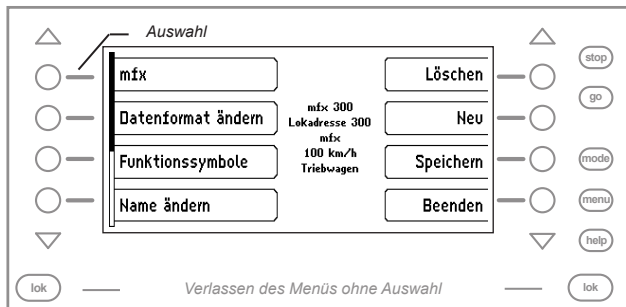 Auswahl
mfx
Datenformat ändern
Funktionssymbole
Name ändern
mfx 300
Lokadresse 300
mfx
100 km/h
Triebwagen
Löschen
Neu
Speichern
Beenden
stop
go
mode
menu
help
lok
Verlassen des Menüs ohne Auswahl
lok